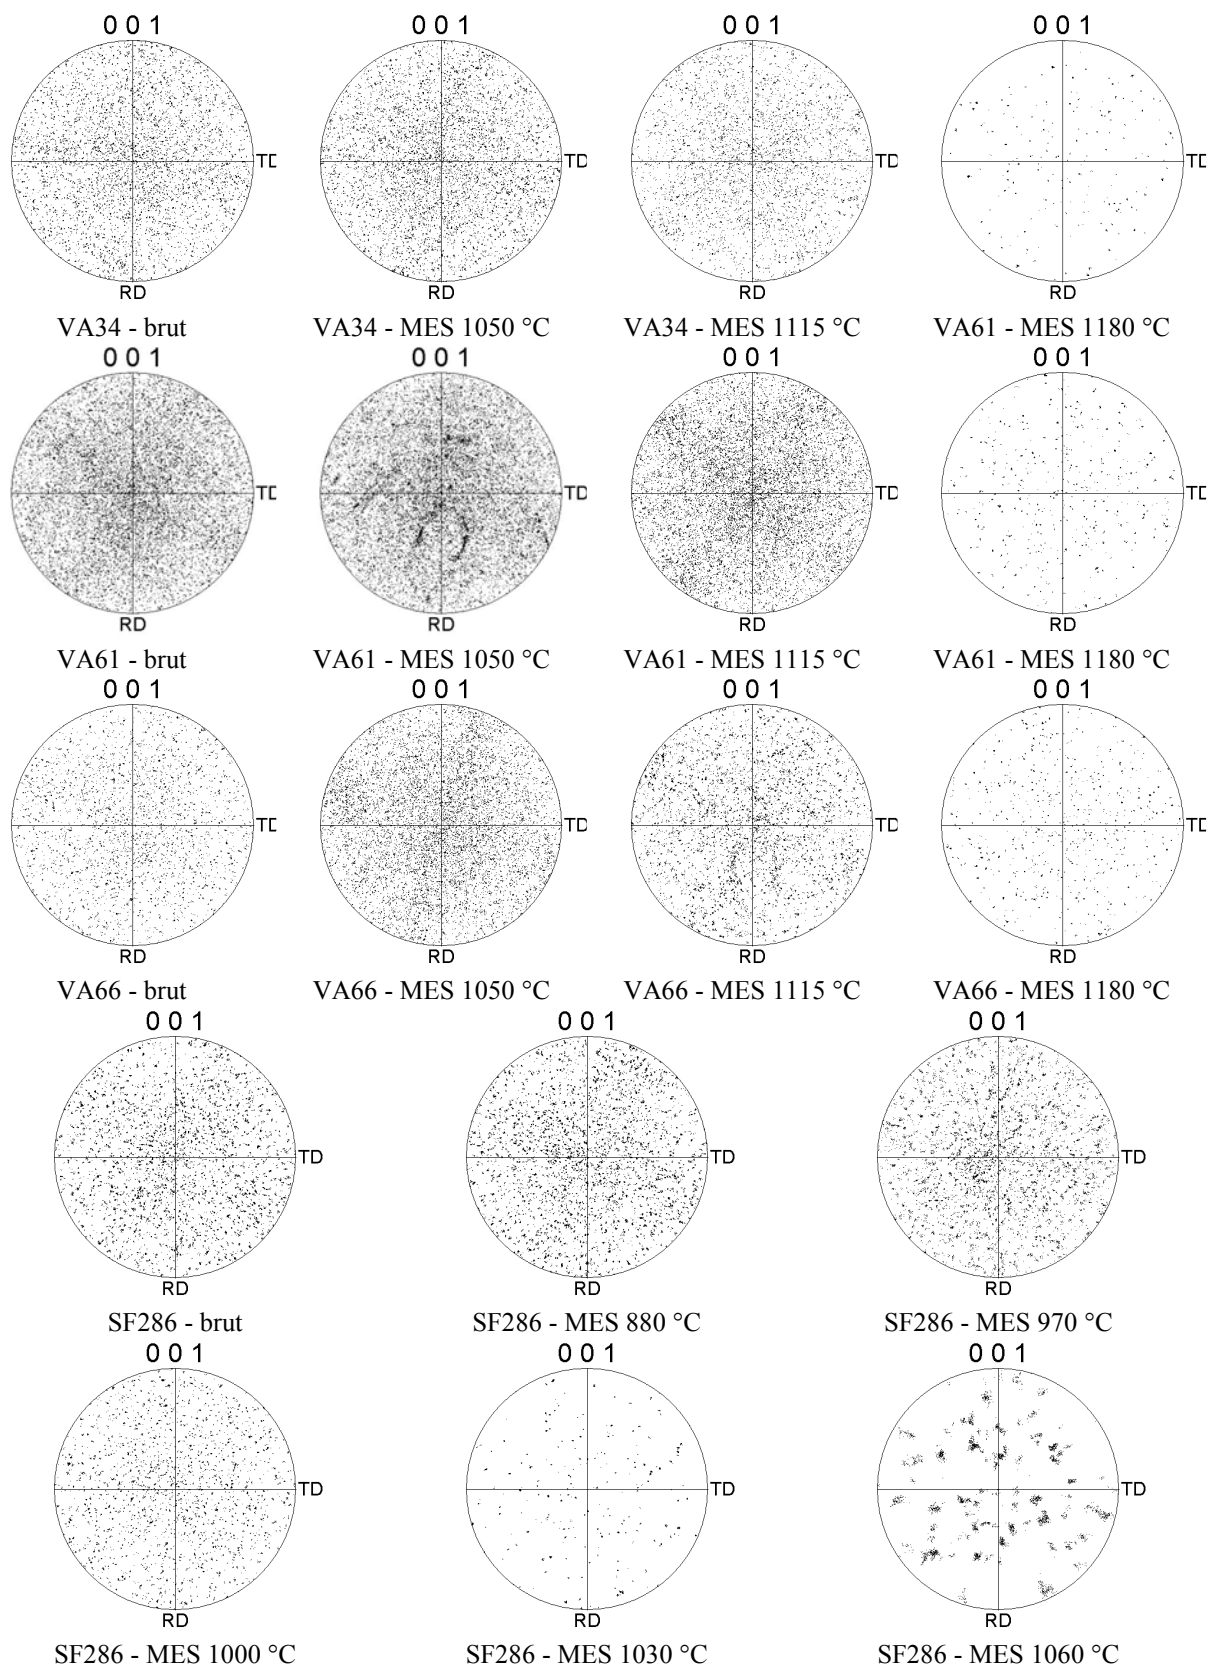 0 0 1 0 0 1 0 0 1 0 0 1
TD TD TD TD
RD RD RD RD
VA34 - brut VA34 - MES 1050 °C VA34 - MES 1115 °C VA61 - MES 1180 °C
0 0 1 0 0 1 0 0 1 0 0 1
TD TD TD TD
RD RD RD RD
VA61 - brut VA61 - MES 1050 °C VA61 - MES 1115 °C VA61 - MES 1180 °C
0 0 1 0 0 1 0 0 1 0 0 1
TD TD TD TD
RD RD RD RD
VA66 - brut VA66 - MES 1050 °C VA66 - MES 1115 °C VA66 - MES 1180 °C
0 0 1 0 0 1 0 0 1
TD TD TD
RD RD RD
SF286 - brut SF286 - MES 880 °C SF286 - MES 970 °C
0 0 1 0 0 1 0 0 1
TD TD TD
RD RD RD
SF286 - MES 1000 °C SF286 - MES 1030 °C SF286 - MES 1060 °C